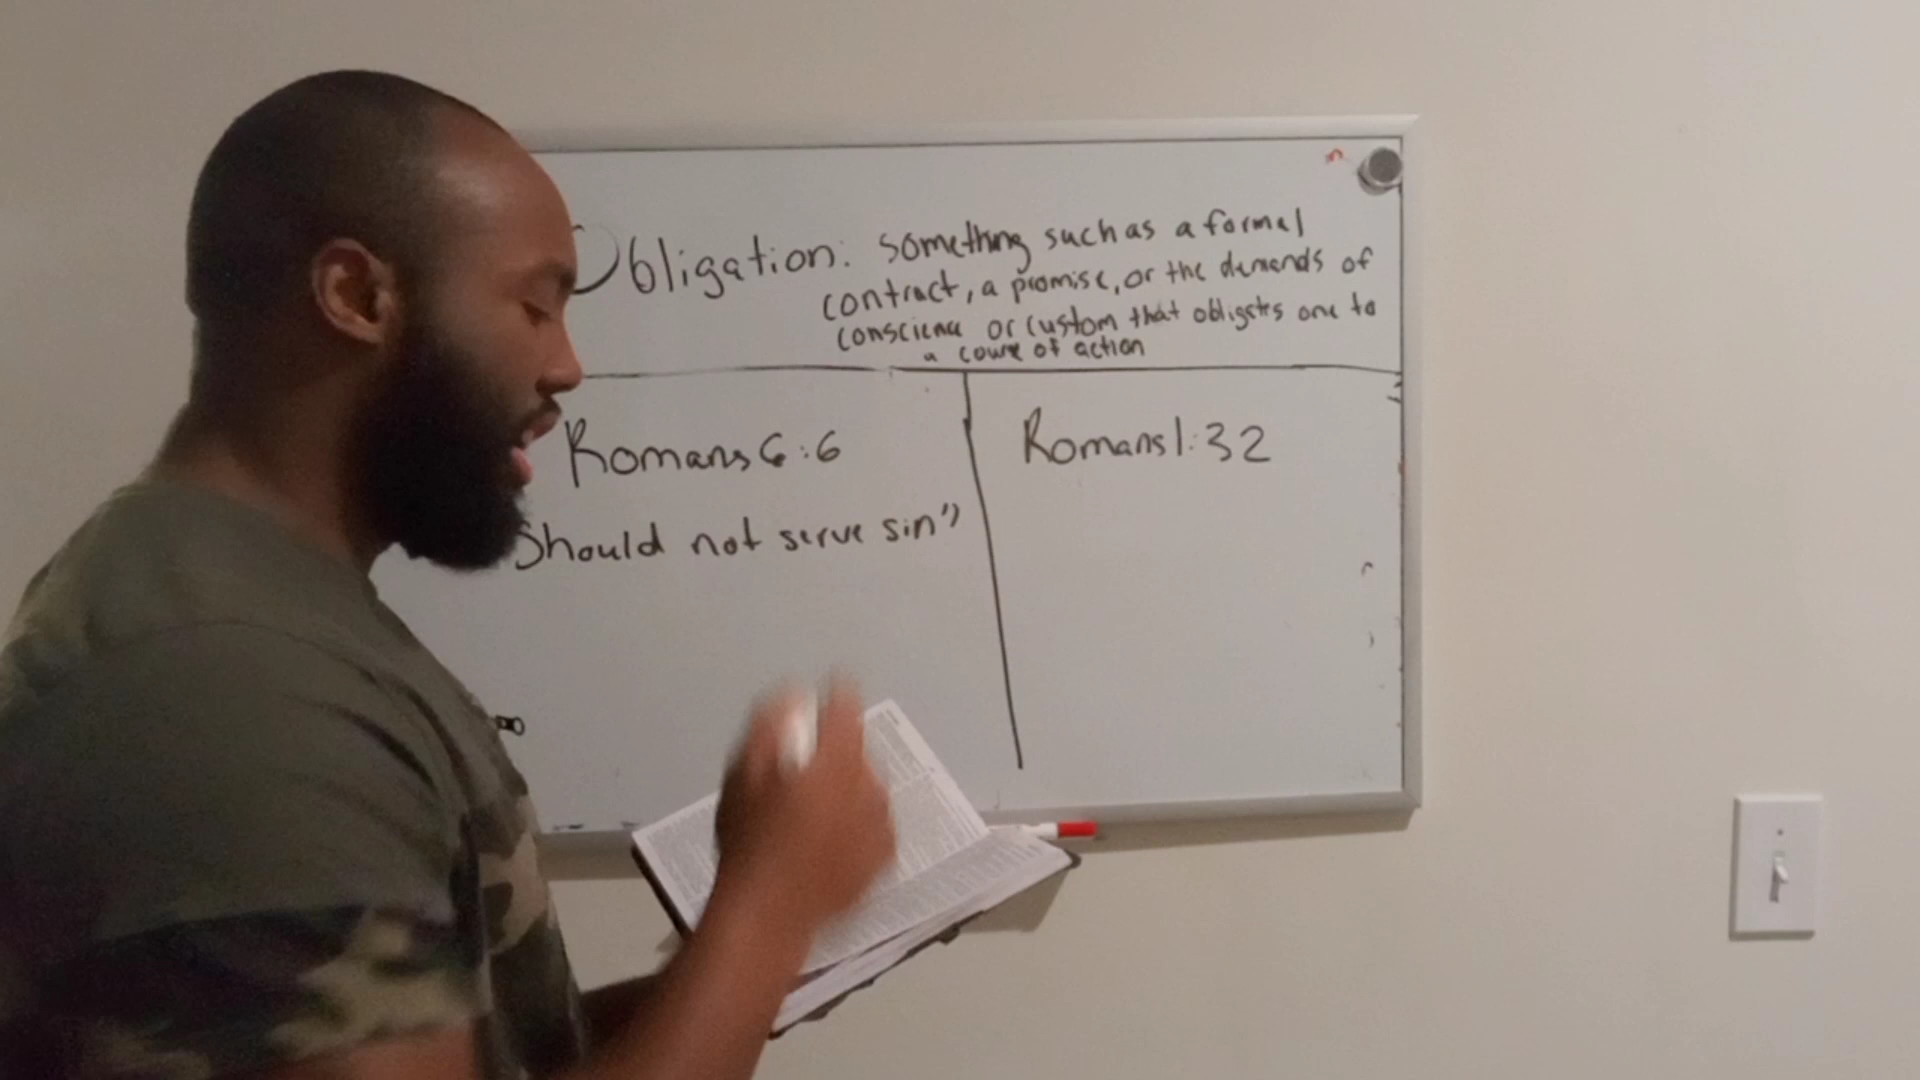 Obligation: something such as a formal
contract, a promise, or the demands of
conscience or custom that obligates one to
a course of action
Romans 6:6
Romans 1:32
Should not serve sin"